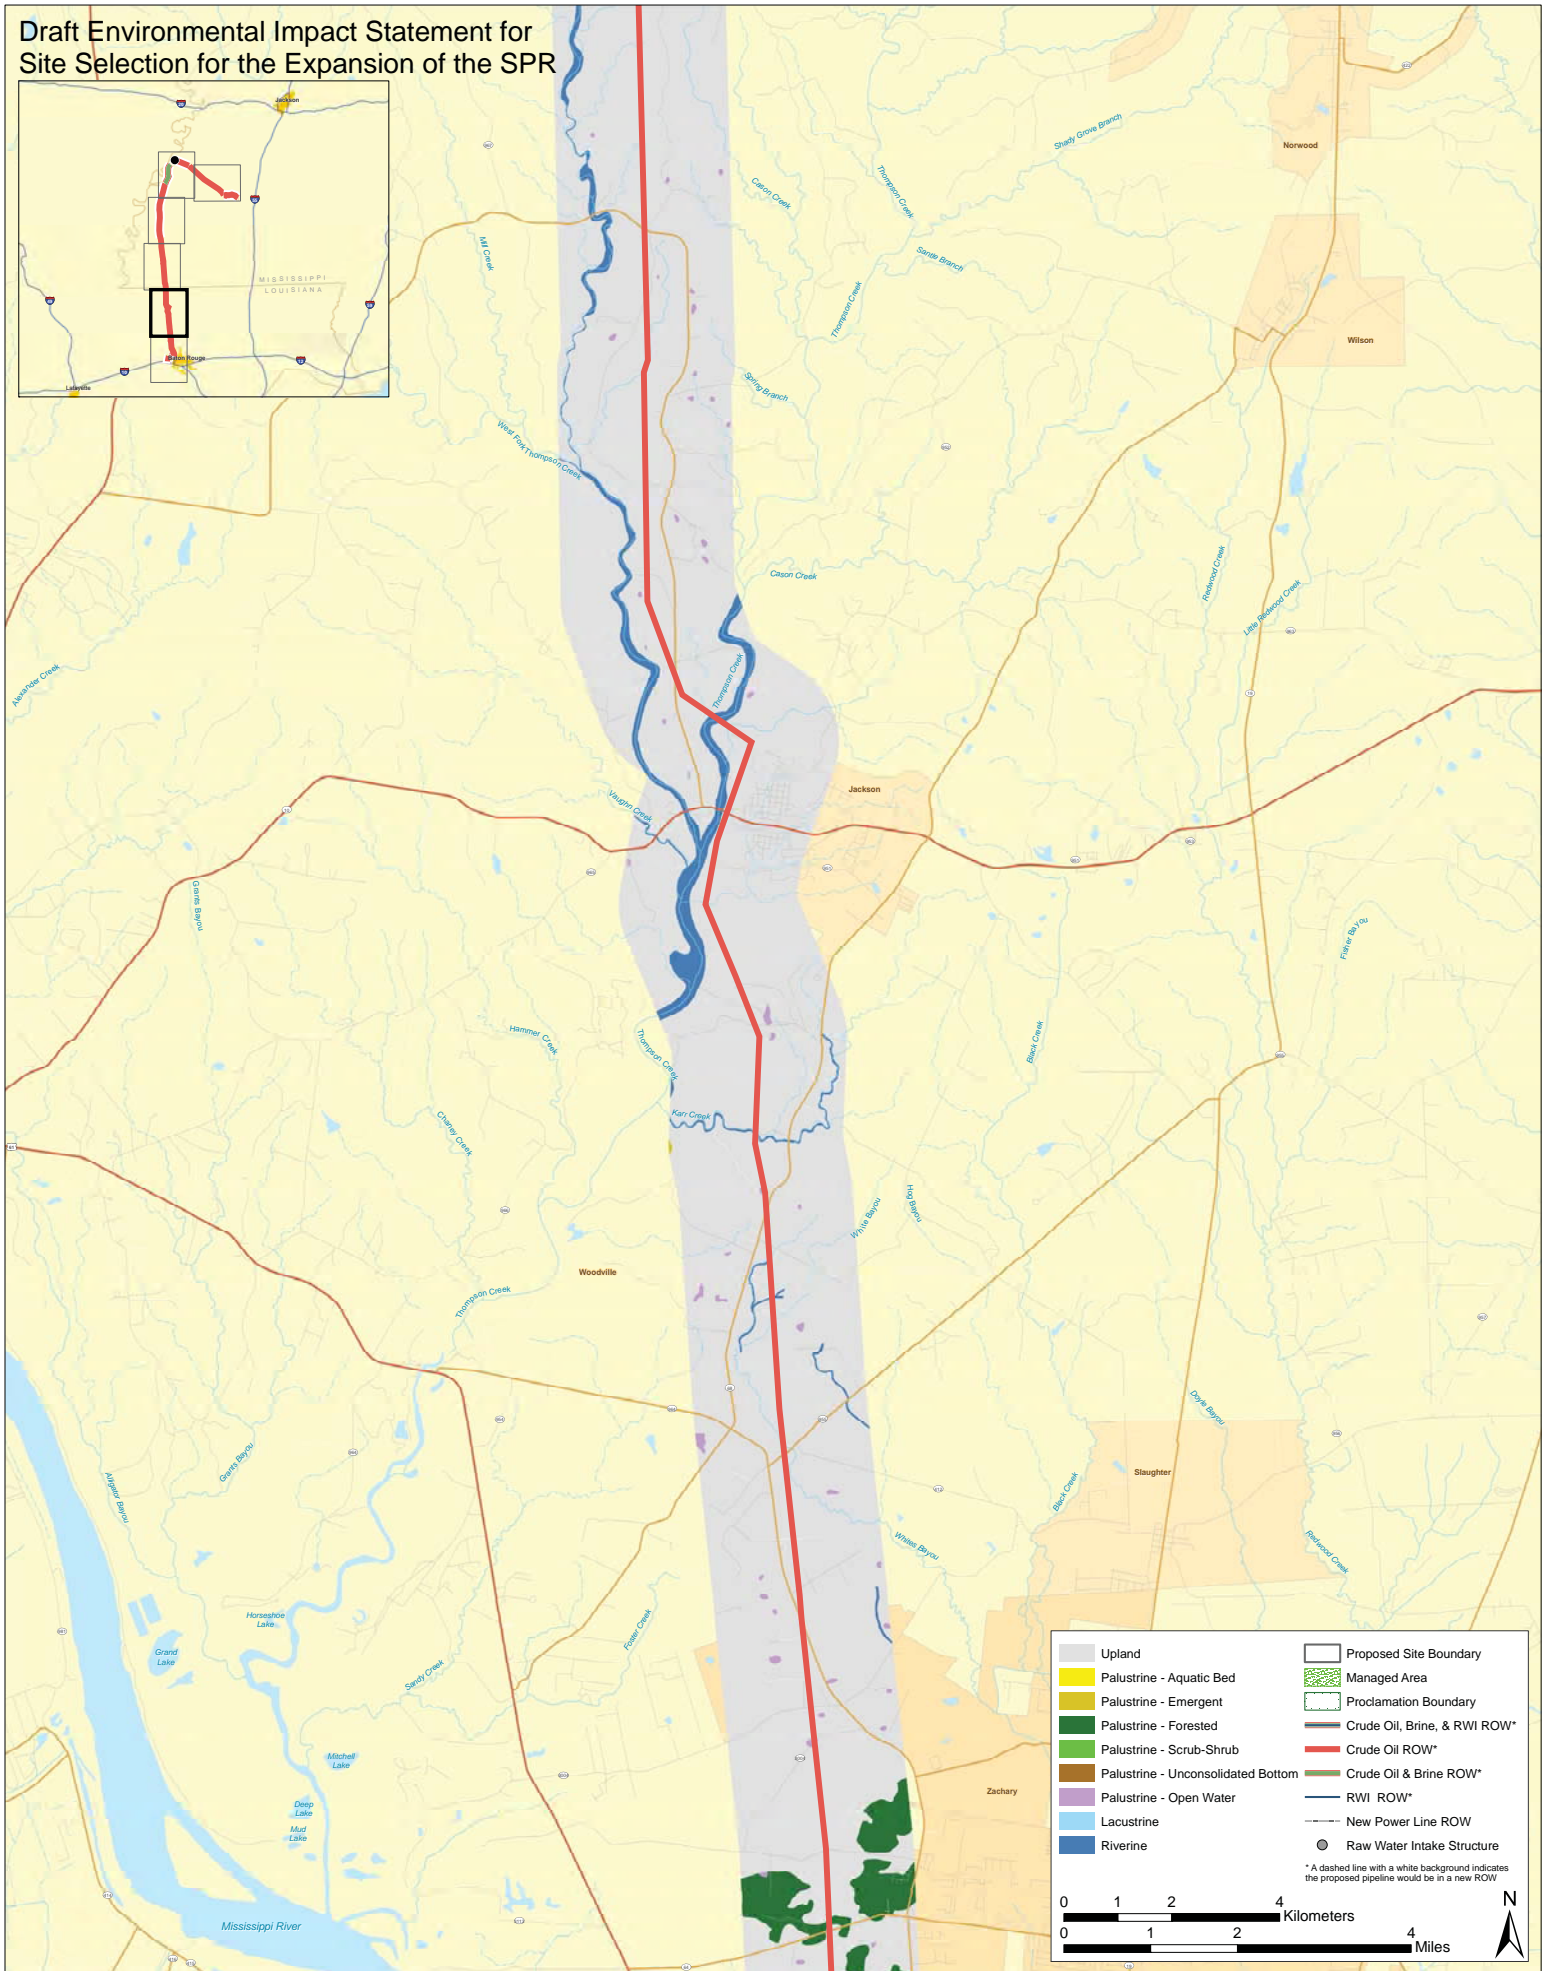 Draft Environmental Impact Statement for
Site Selection for the Expansion of the SPR
Jackson
MISSISSIPPI
LOUISIANA
Baton Rouge
Lafayette
Shady Grove Branch
Norwood
Cason Creek
Thompson Creek
Mill Creek
Santle Branch
Thompson Creek
Wilson
Spring Branch
West Fork Thompson Creek
Cason Creek
Redwood Creek
Little Redwood Creek
Alexander Creek
Thompson Creek
Jackson
Vaughn Creek
Grants Bayou
Fisher Bayou
Hammer Creek
Thompson Creek
Black Creek
Karr Creek
Chaney Creek
White Bayou
Hog Bayou
Woodville
Thompson Creek
Doyle Bayou
Grants Bayou
Alligator Bayou
Slaughter
Black Creek
Whites Bayou
Redwood Creek
Horseshoe
Lake
Foster Creek
Grand
Lake
Sandy Creek
Mitchell
Lake
Zachary
Deep
Lake
Mud
Lake
Mississippi River
Upland
Palustrine - Aquatic Bed
Palustrine - Emergent
Palustrine - Forested
Palustrine - Scrub-Shrub
Palustrine - Unconsolidated Bottom
Palustrine - Open Water
Lacustrine
Riverine
Proposed Site Boundary
Managed Area
Proclamation Boundary
Crude Oil, Brine, & RWI ROW*
Crude Oil ROW*
Crude Oil & Brine ROW*
RWI ROW*
New Power Line ROW
Raw Water Intake Structure
* A dashed line with a white background indicates
the proposed pipeline would be in a new ROW
0 1 2 4
Kilometers
0 1 2 4
Miles
N